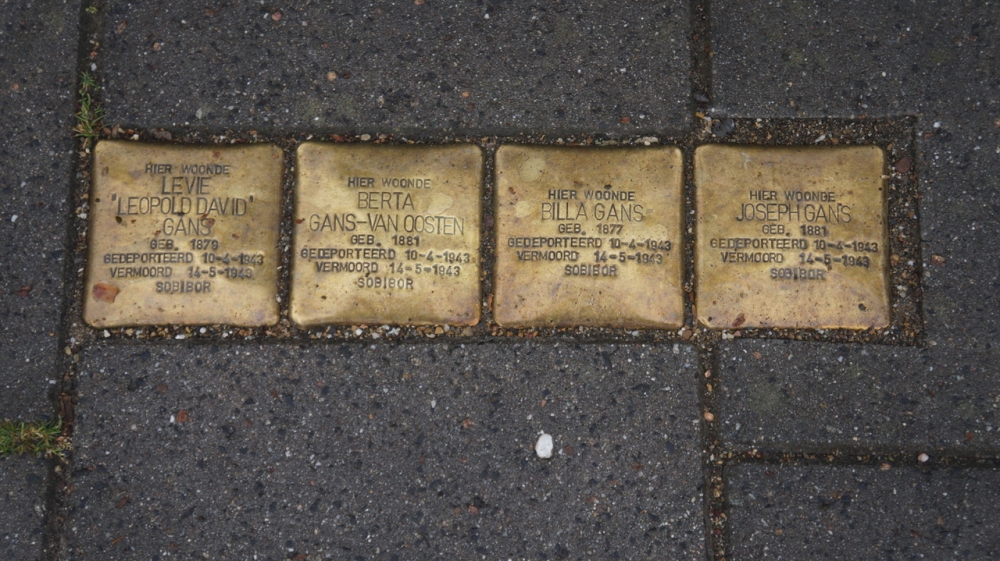 HIER WOONDE
LEVIE
"LEOPOLD DAVID"
GANS
GEB. 1879
GEDEPORTEERD 10-4-1943
VERMOORD 14-5-1943
SOBIBOR
HIER WOONDE
BERTA
GANS-VAN OOSTEN
GEB. 1881
GEDEPORTEERD 10-4-1943
VERMOORD 14-5-1943
SOBIBOR
HIER WOONDE
BILLA GANS
GEB. 1877
GEDEPORTEERD 10-4-1943
VERMOORD 14-5-1943
SOBIBOR
HIER WOONDE
JOSEPH GANS
GEB. 1881
GEDEPORTEERD 10-4-1943
VERMOORD 14-5-1943
SOBIBOR